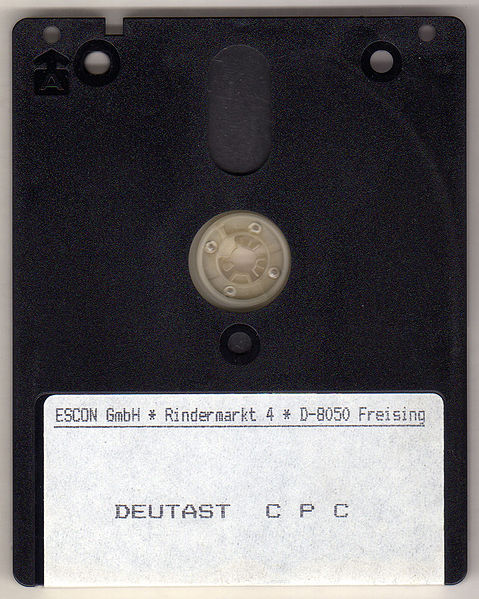 A
ESCON GmbH * Rindermarkt 4 * D-8050 Freising
DEUTAST C P C